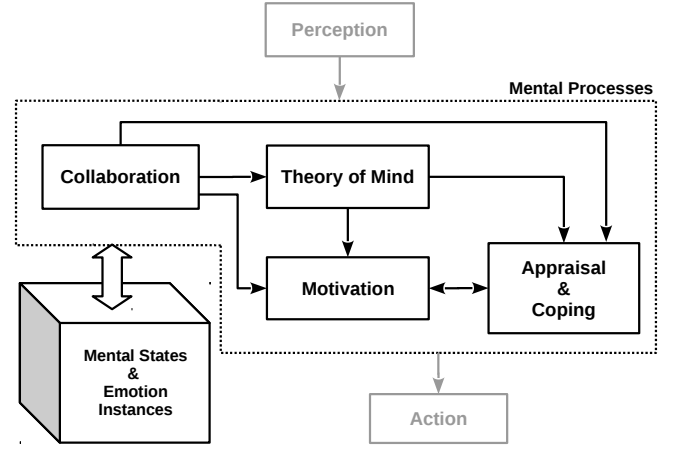 Perception
Mental Processes
Collaboration
Theory of Mind
Motivation
Appraisal
&
Coping
Mental States
&
Emotion
Instances
Action